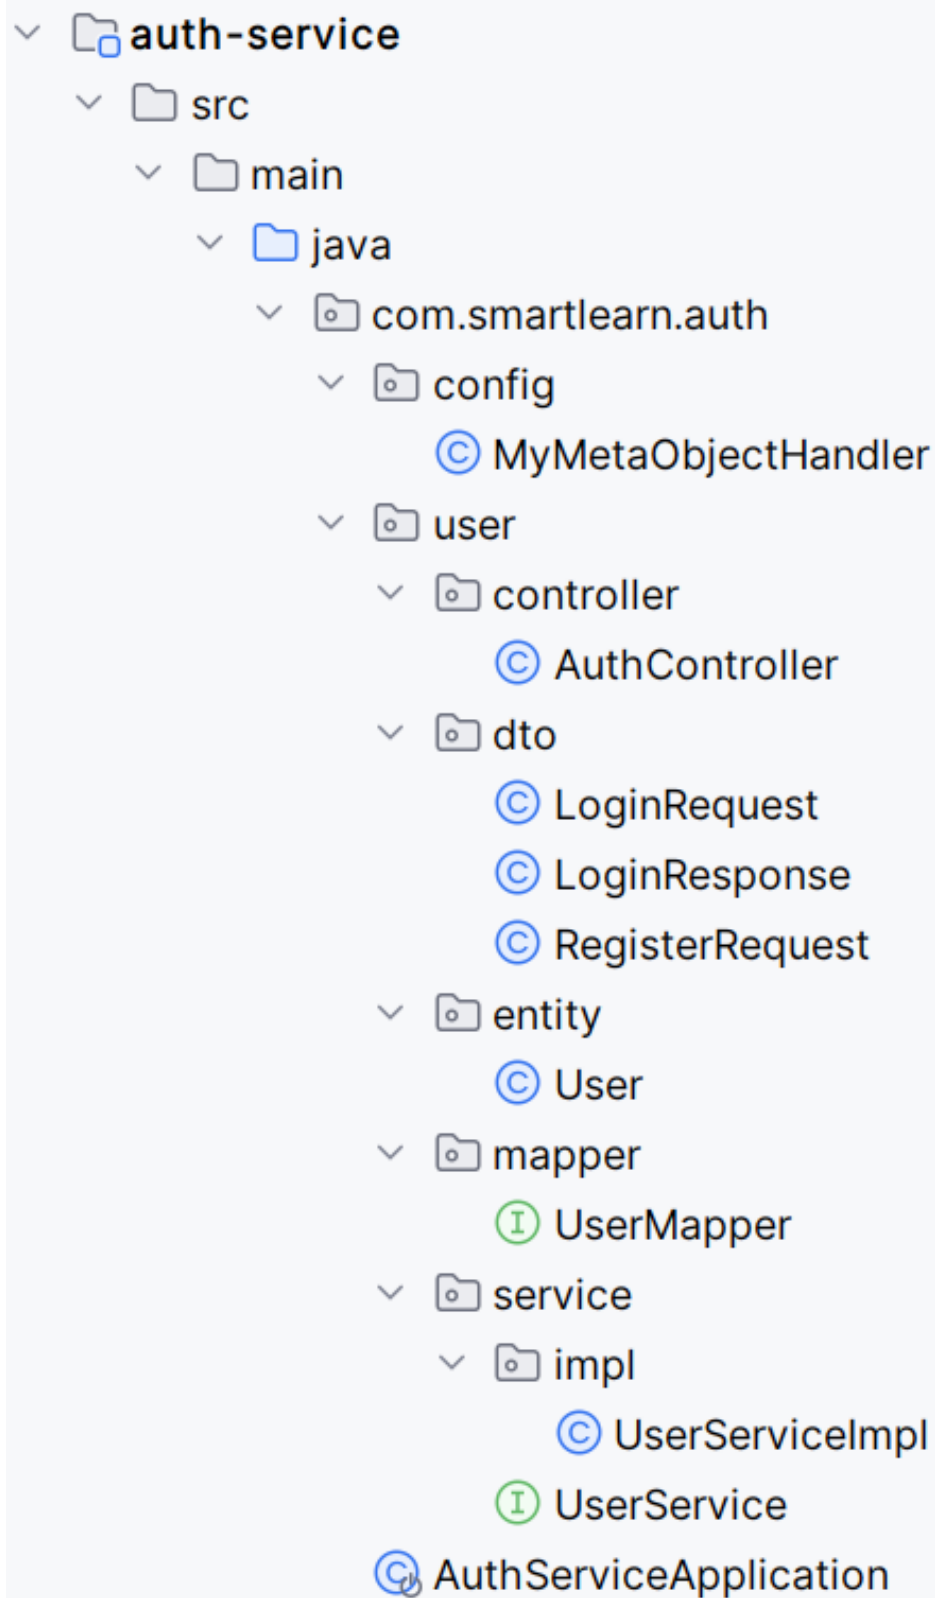 auth-service
src
main
java
com.smartlearn.auth
config
MyMetaObjectHandler
user
controller
AuthController
dto
LoginRequest
LoginResponse
RegisterRequest
entity
User
mapper
UserMapper
service
impl
UserServiceImpl
UserService
AuthServiceApplication